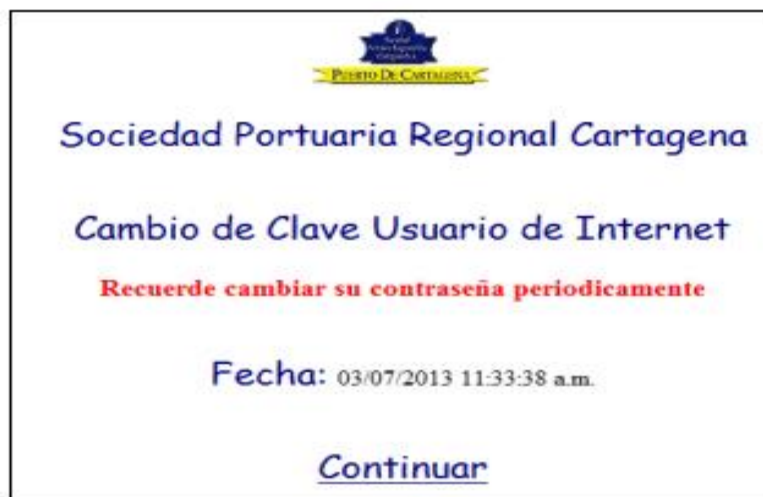 PUERTO DE CARTAGENA
Sociedad Portuaria Regional Cartagena
Cambio de Clave Usuario de Internet
Recuerde cambiar su contraseña periodicamente
Fecha: 03/07/2013 11:33:38 a.m.
Continuar